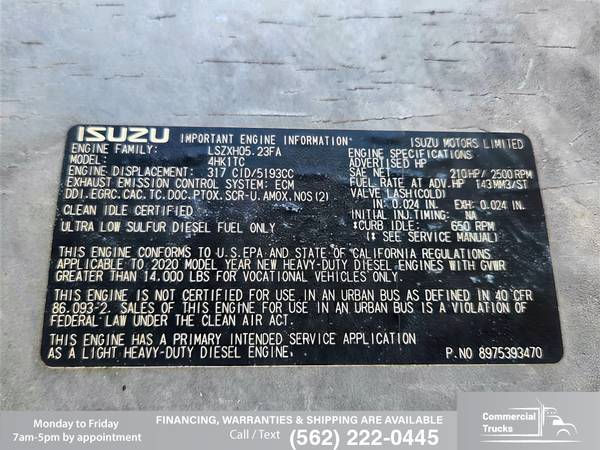 ISUZU IMPORTANT ENGINE INFORMATION ISUZU MOTORS LIMITED
ENGINE FAMILY: LSZXH05.23FA
MODEL: 4HK1TC
ENGINE DISPLACEMENT: 317 CID/5193CC
EXHAUST EMISSION CONTROL SYSTEM: ECM
DDI.EGRC.CAC.TC.DOC.PTOX.SCR-U.AMOX.NOS(2)
CLEAN IDLE CERTIFIED
ULTRA LOW SULFUR DIESEL FUEL ONLY
ENGINE SPECIFICATIONS
ADVERTISED HP
SAE NET 210HP/2500RPM
FUEL RATE AT ADV.HP 143MM3/ST
VALVE LASH(COLD)
IN: 0.024 IN. EXH: 0.024 IN.
INITIAL INJ.TIMING: NA
*CURB IDLE: 650 RPM
(* SEE SERVICE MANUAL)
THIS ENGINE CONFORMS TO U.S.EPA AND STATE OF CALIFORNIA REGULATIONS
APPLICABLE TO 2020 MODEL YEAR NEW HEAVY-DUTY DIESEL ENGINES WITH GVWR
GREATER THAN 14.000 LBS FOR VOCATIONAL VEHICLES ONLY.
THIS ENGINE IS NOT CERTIFIED FOR USE IN AN URBAN BUS AS DEFINED IN 40 CFR
86.093-2. SALES OF THIS ENGINE FOR USE IN AN URBAN BUS IS A VIOLATION OF
FEDERAL LAW UNDER THE CLEAN AIR ACT.
THIS ENGINE HAS A PRIMARY INTENDED SERVICE APPLICATION
AS A LIGHT HEAVY-DUTY DIESEL ENGINE. P.NO 8975393470
Monday to Friday
7am-5pm by appointment
FINANCING, WARRANTIES & SHIPPING ARE AVAILABLE
Call / Text (562) 222-0445
Commercial
Trucks